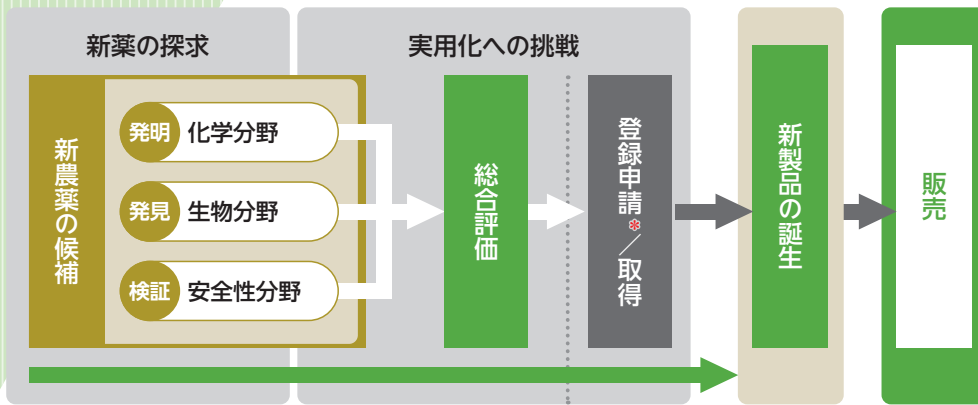 新薬の探求
実用化への挑戦
新農薬の候補
発明 化学分野
発見 生物分野
検証 安全性分野
総合評価
登録申請*／取得
新製品の誕生
販売